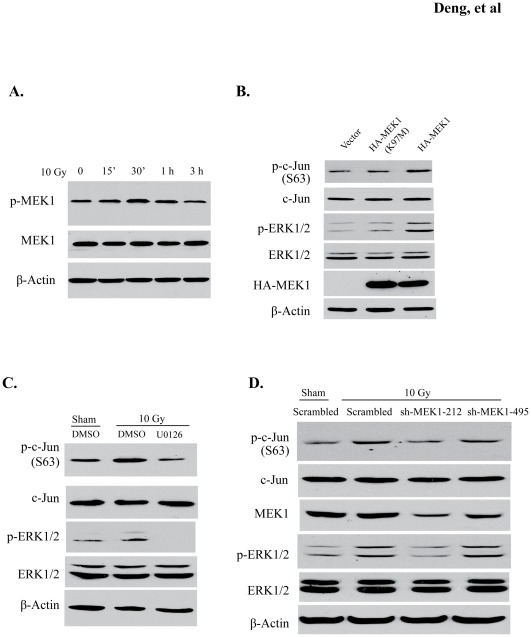 Deng, et al
A.
10 Gy 0 15' 30' 1 h 3 h
p-MEK1
MEK1
β-Actin
B.
Vector
HA-MEK1 (K97M)
HA-MEK1
p-c-Jun
(S63)
c-Jun
p-ERK1/2
ERK1/2
HA-MEK1
β-Actin
C.
Sham 10 Gy
DMSO DMSO U0126
p-c-Jun
(S63)
c-Jun
p-ERK1/2
ERK1/2
β-Actin
D.
Sham 10 Gy
Scrambled Scrambled sh-MEK1-212 sh-MEK1-495
p-c-Jun
(S63)
c-Jun
MEK1
p-ERK1/2
ERK1/2
β-Actin